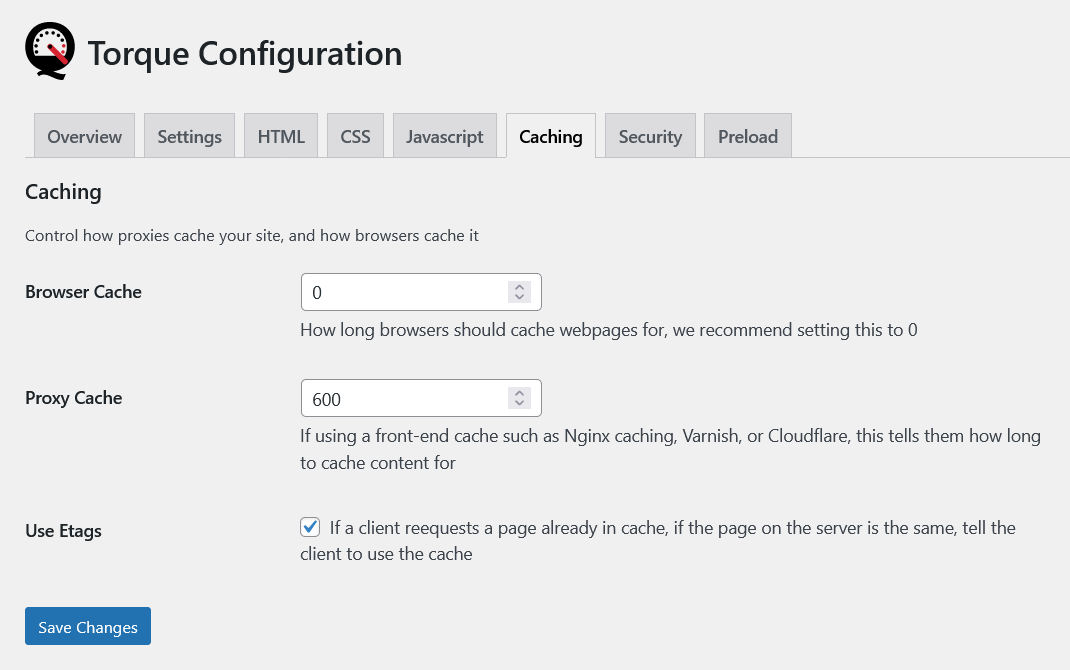 Torque Configuration
Overview Settings HTML CSS Javascript Caching Security Preload
Caching
Control how proxies cache your site, and how browsers cache it
Browser Cache 0
How long browsers should cache webpages for, we recommend setting this to 0
Proxy Cache 600
If using a front-end cache such as Nginx caching, Varnish, or Cloudflare, this tells them how long
to cache content for
Use Etags If a client reequests a page already in cache, if the page on the server is the same, tell the
client to use the cache
Save Changes